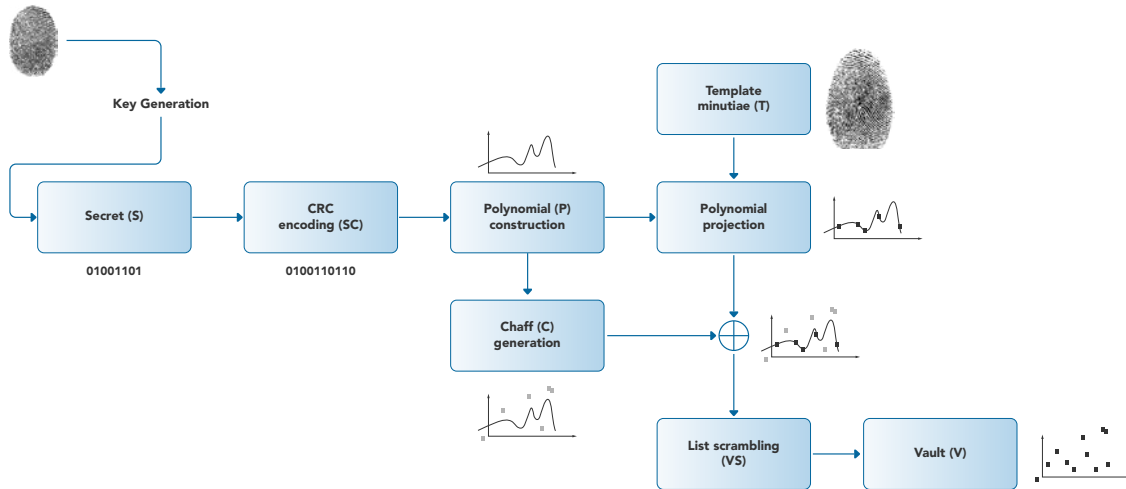 Key Generation
Template
minutiae (T)
Secret (S)
CRC
encoding (SC)
Polynomial (P)
construction
Polynomial
projection
01001101
0100110110
Chaff (C)
generation
List scrambling
(VS)
Vault (V)